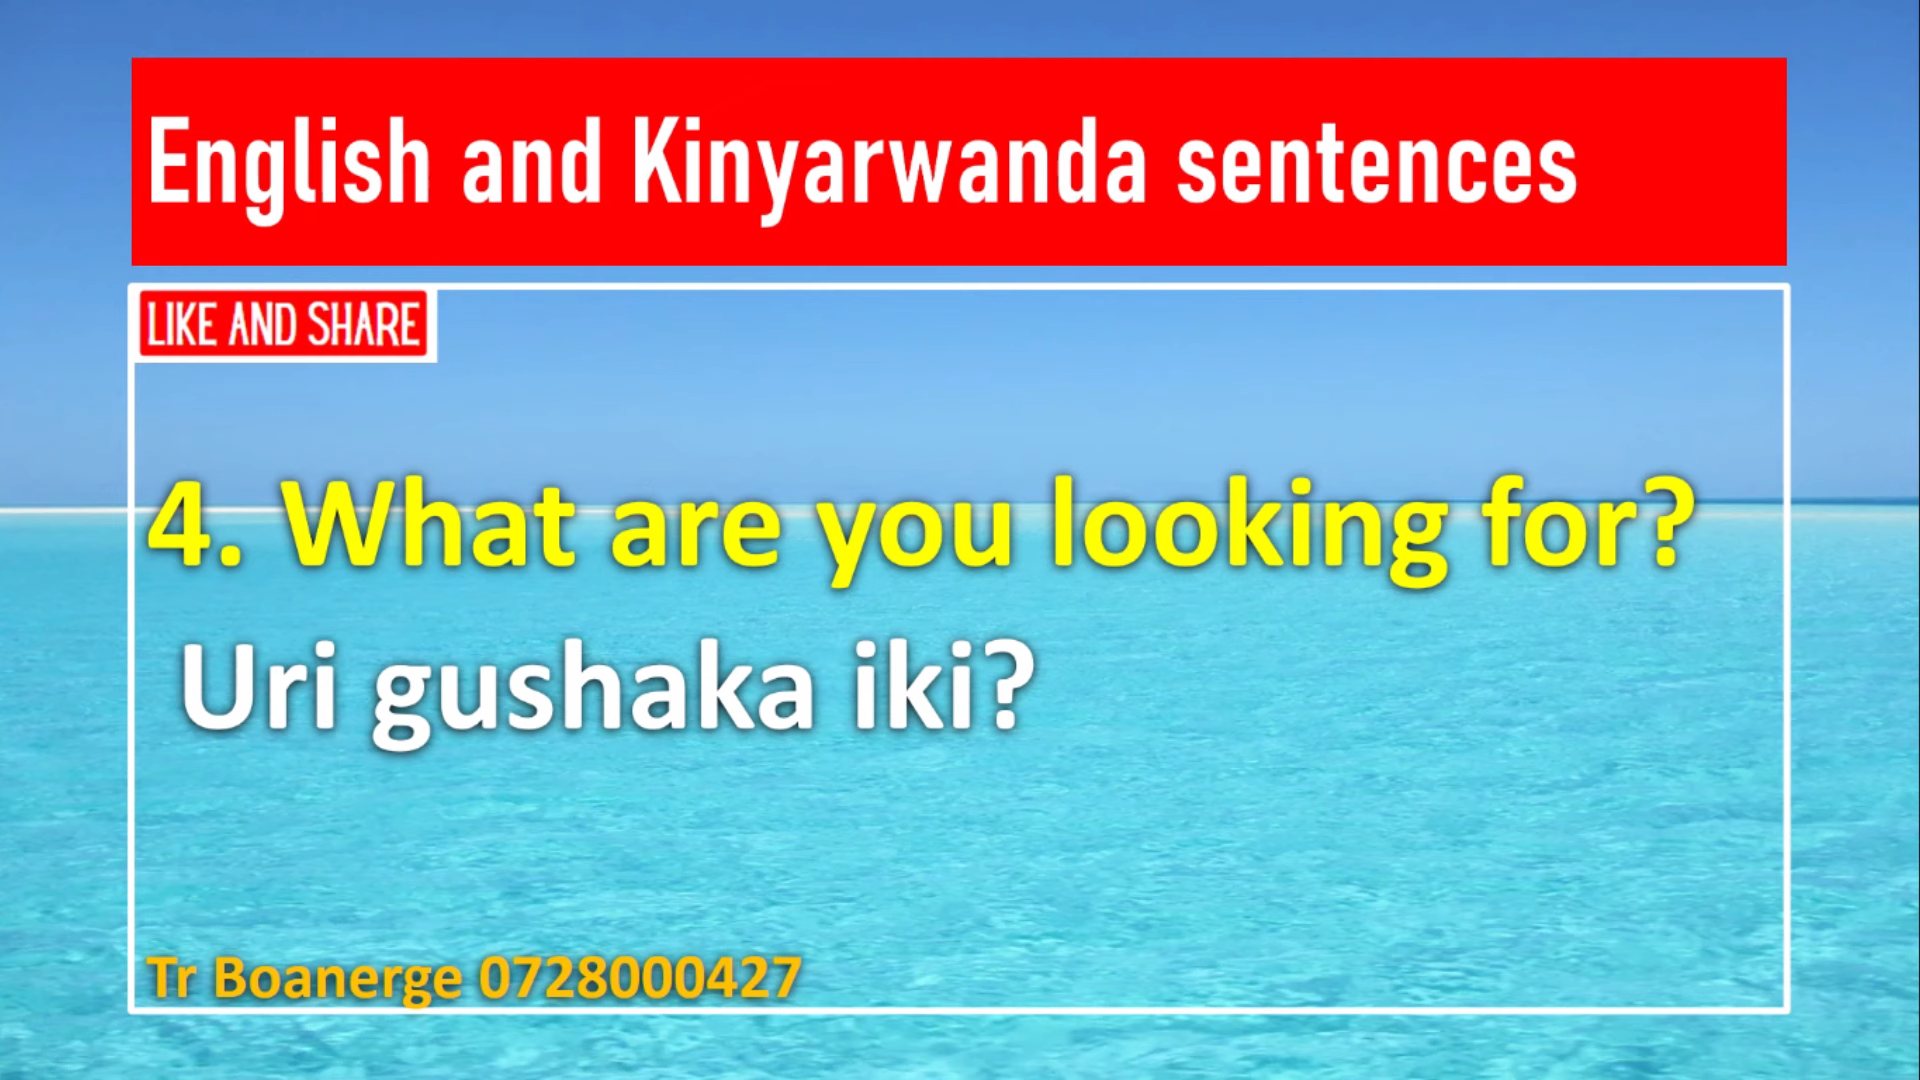 English and Kinyarwanda sentences
LIKE AND SHARE
4. What are you looking for?
Uri gushaka iki?
Tr Boanerge 0728000427